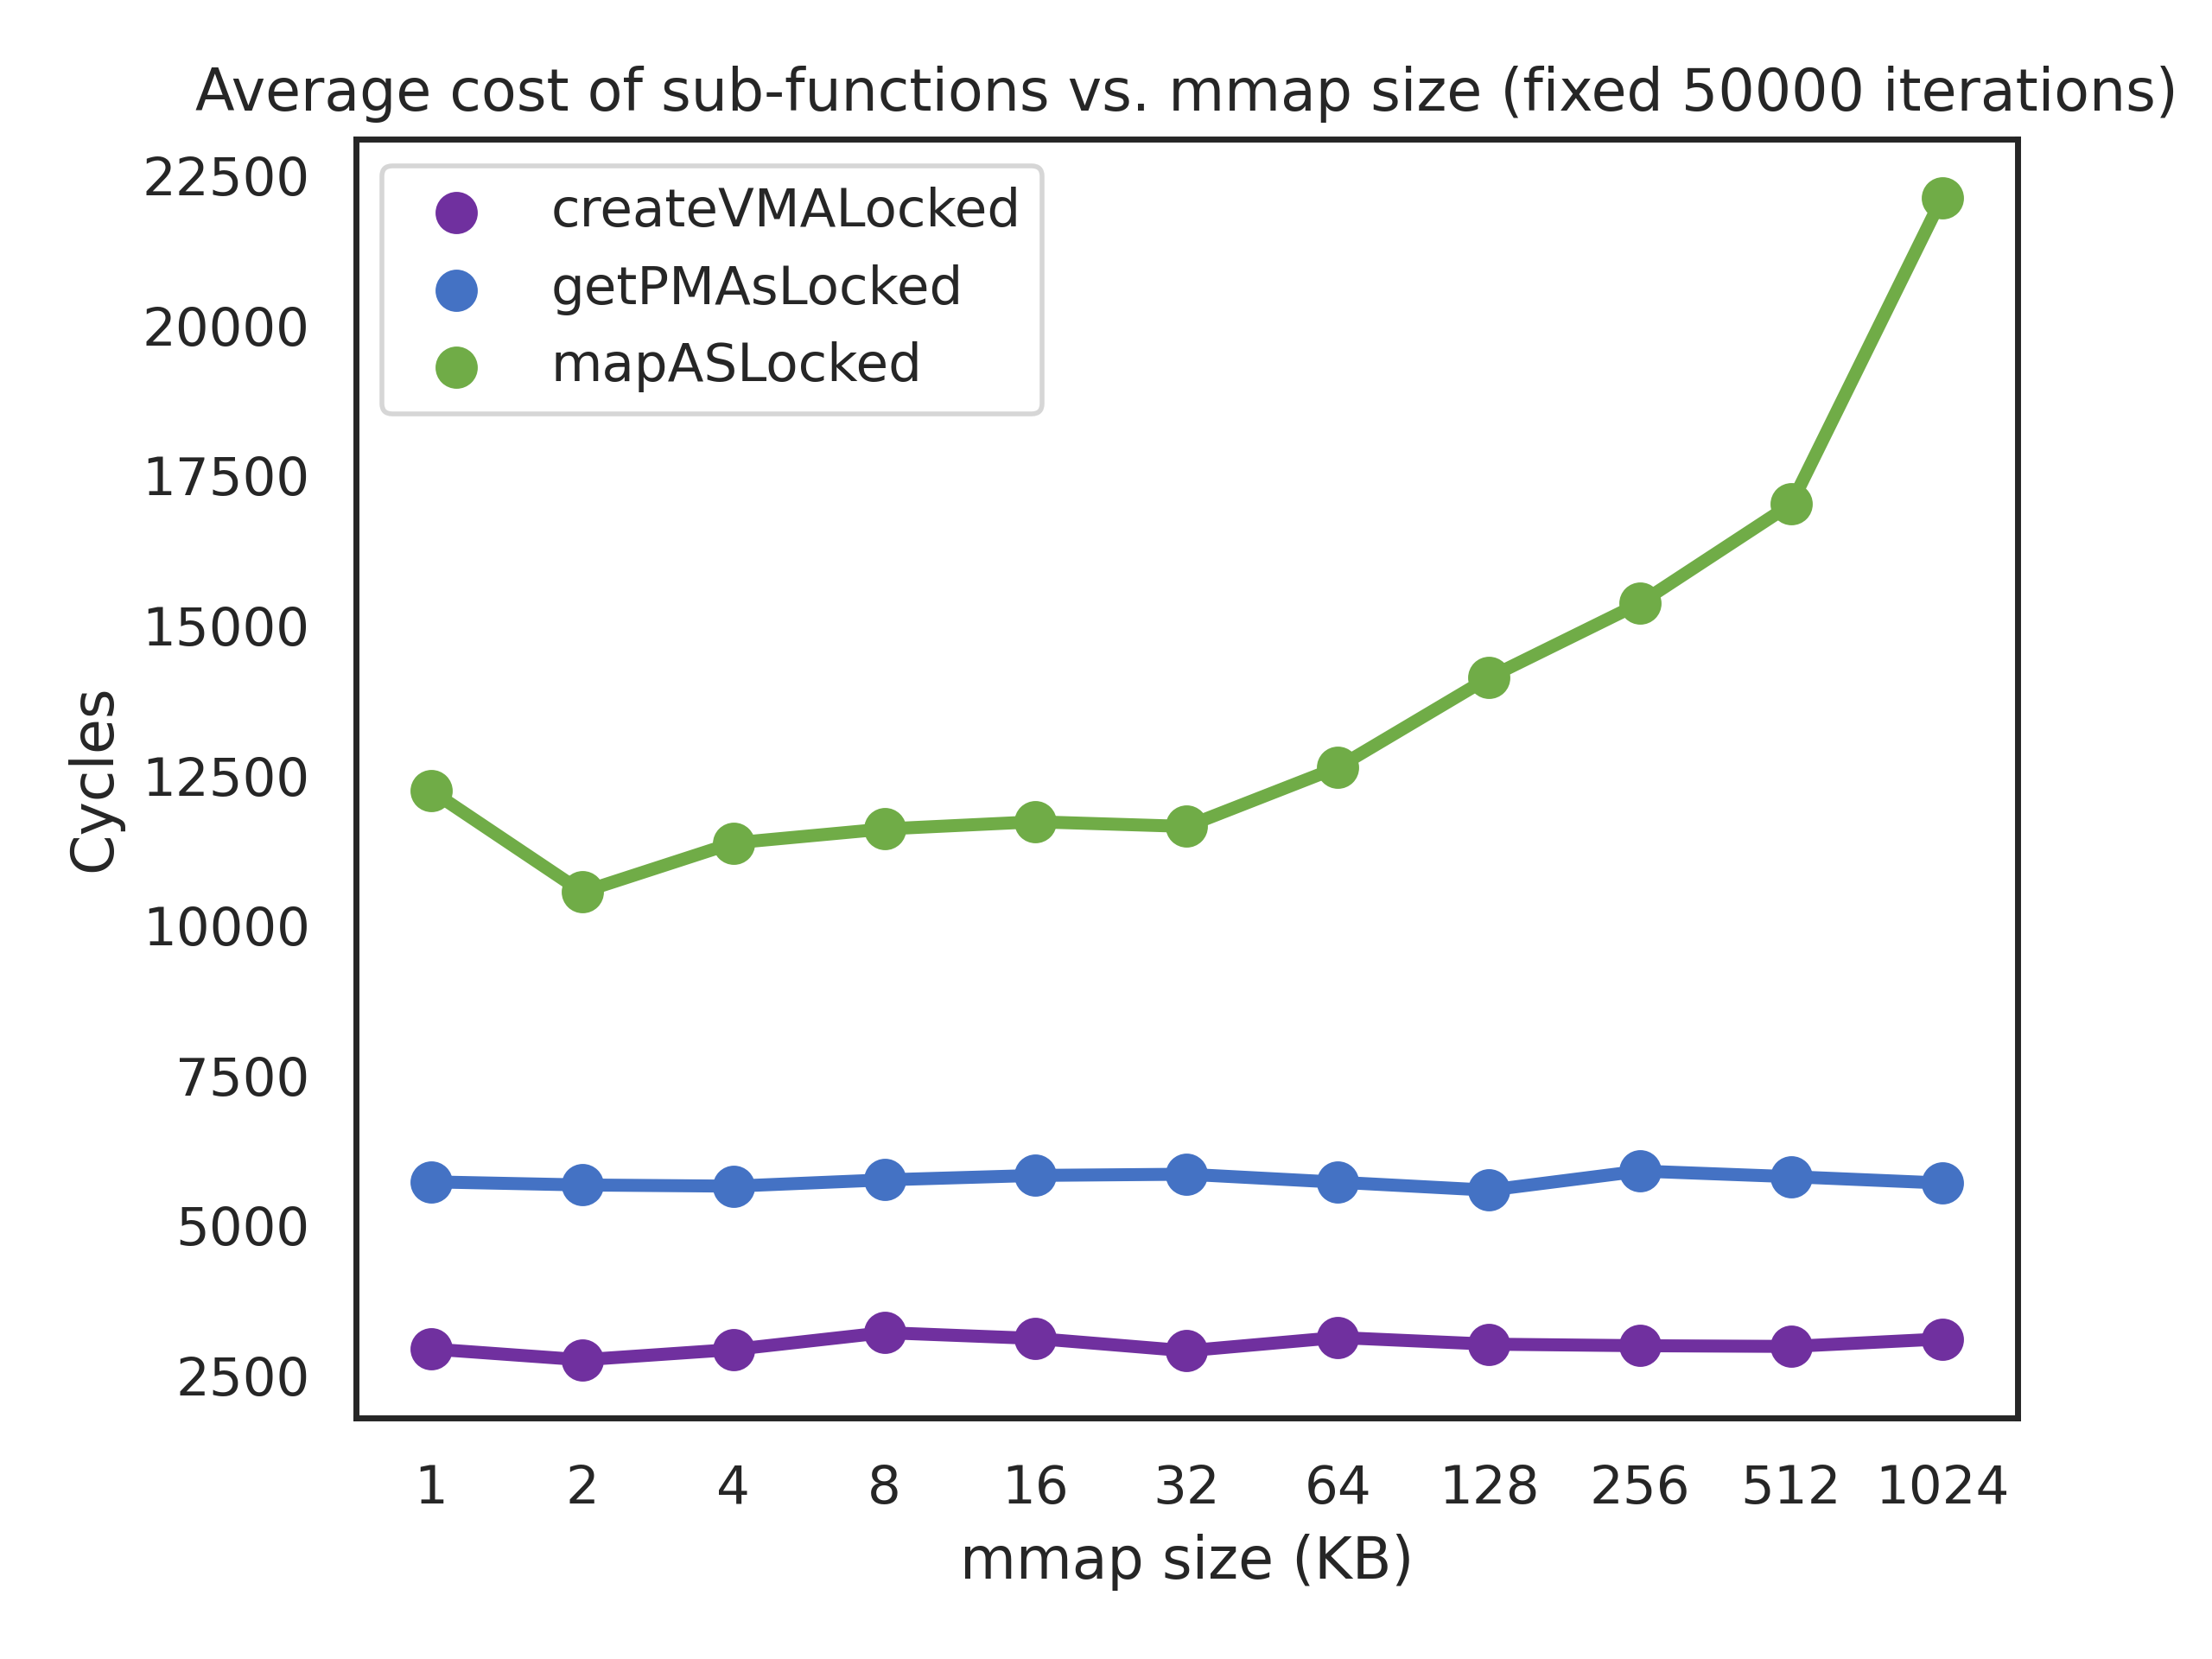 Average cost of sub-functions vs. mmap size (fixed 50000 iterations)
createVMALocked
getPMAsLocked
mapASLocked
22500
20000
17500
15000
12500
10000
7500
5000
2500
Cycles
1 2 4 8 16 32 64 128 256 512 1024
mmap size (KB)